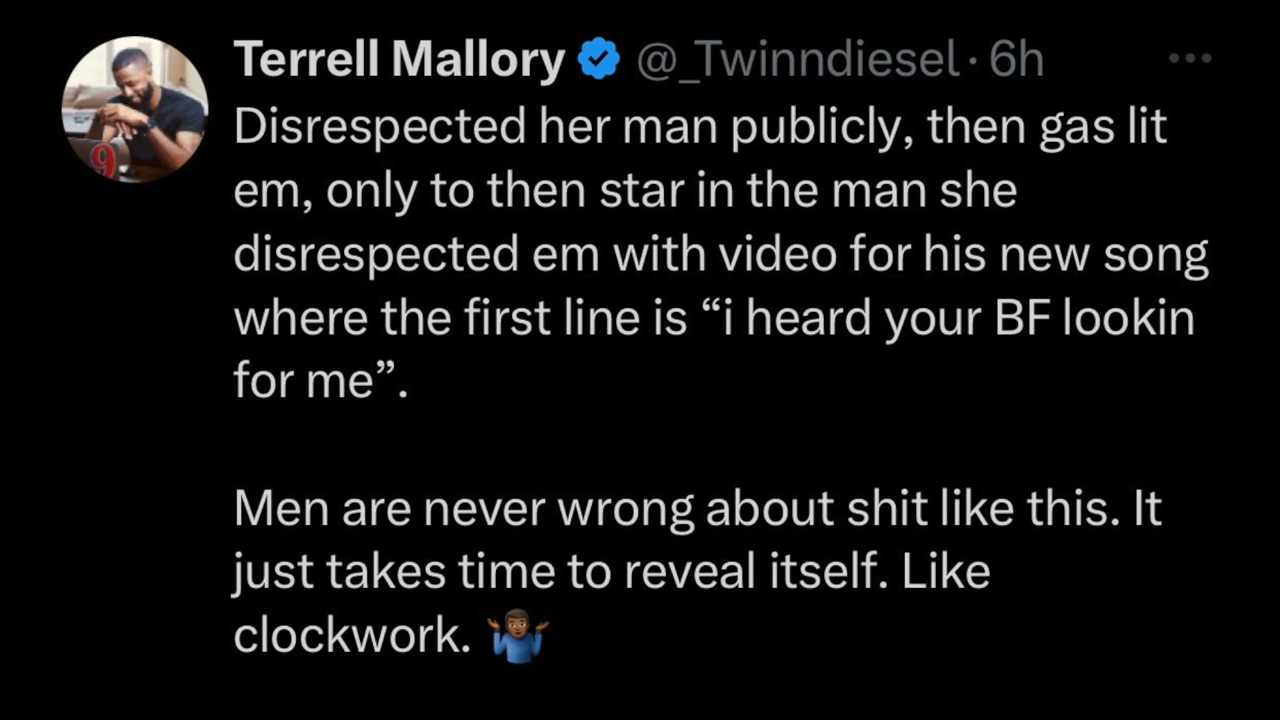 Terrell Mallory @_Twinndiesel · 6h
Disrespected her man publicly, then gas lit
em, only to then star in the man she
disrespected em with video for his new song
where the first line is “i heard your BF lookin
for me”.
Men are never wrong about shit like this. It
just takes time to reveal itself. Like
clockwork. 🤷🏾‍♂️
9